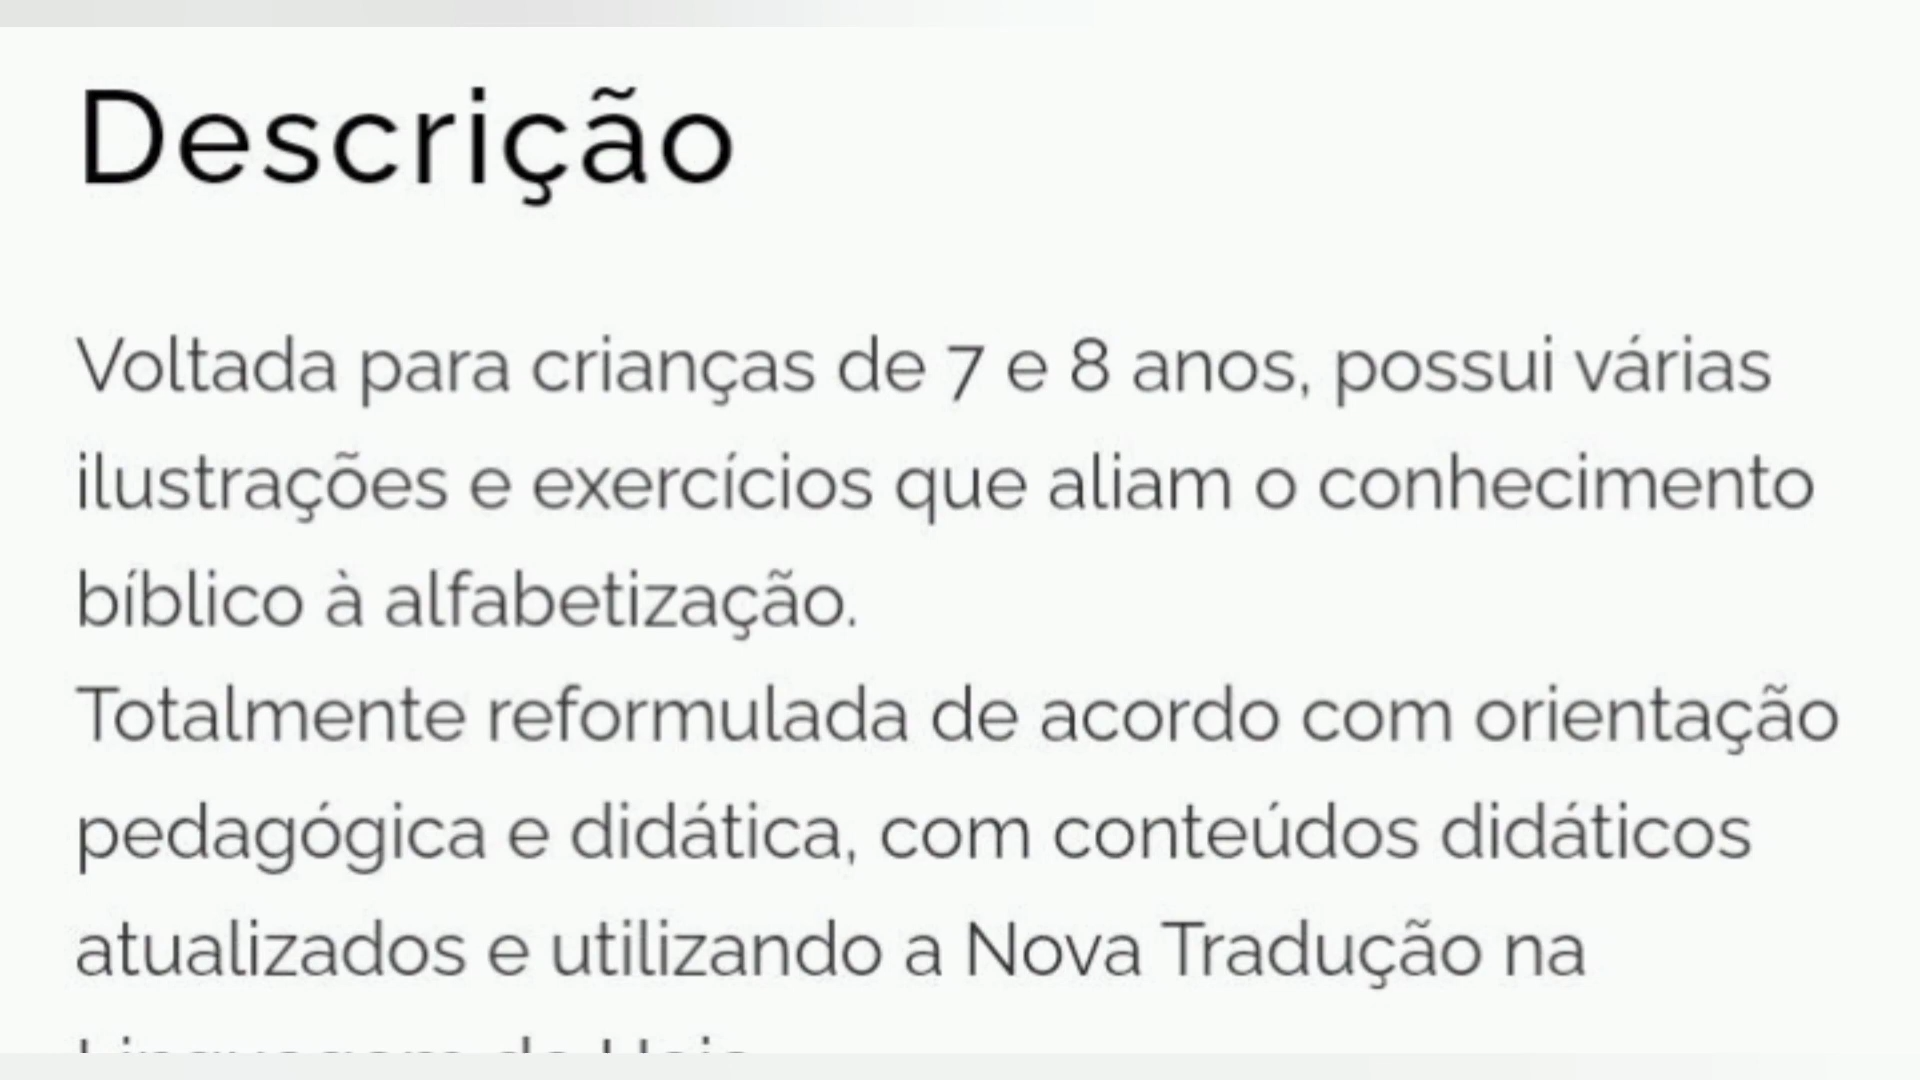 Descrição
Voltada para crianças de 7 e 8 anos, possui várias
ilustrações e exercícios que aliam o conhecimento
bíblico à alfabetização.
Totalmente reformulada de acordo com orientação
pedagógica e didática, com conteúdos didáticos
atualizados e utilizando a Nova Tradução na